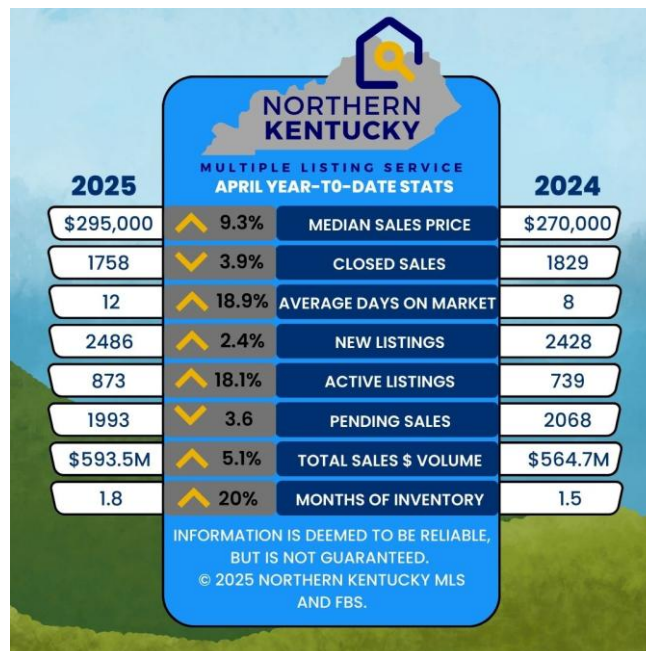 NORTHERN
KENTUCKY
MULTIPLE LISTING SERVICE
2025 APRIL YEAR-TO-DATE STATS 2024
$295,000 9.3% MEDIAN SALES PRICE $270,000
1758 3.9% CLOSED SALES 1829
12 18.9% AVERAGE DAYS ON MARKET 8
2486 2.4% NEW LISTINGS 2428
873 18.1% ACTIVE LISTINGS 739
1993 3.6 PENDING SALES 2068
$593.5M 5.1% TOTAL SALES $ VOLUME $564.7M
1.8 20% MONTHS OF INVENTORY 1.5
INFORMATION IS DEEMED TO BE RELIABLE,
BUT IS NOT GUARANTEED.
© 2025 NORTHERN KENTUCKY MLS
AND FBS.